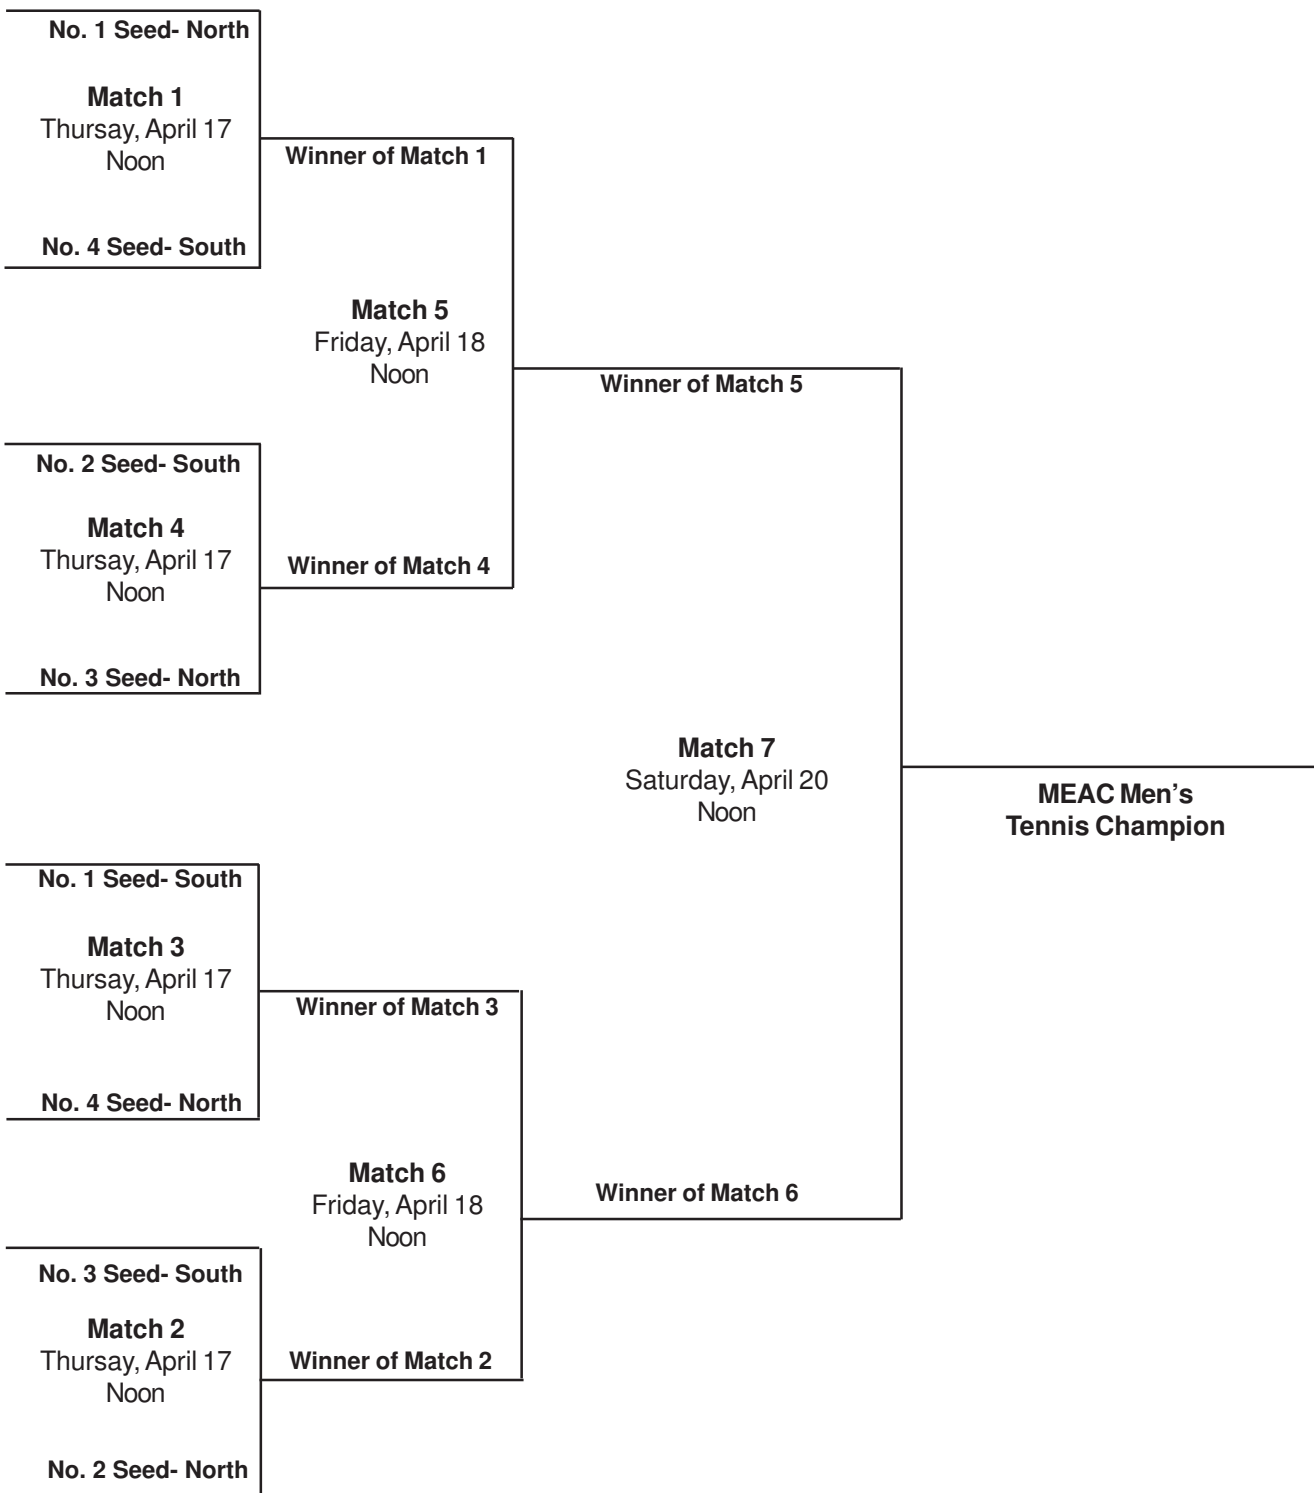 No. 1 Seed- North
Match 1
Thursay, April 17
Noon
No. 4 Seed- South
Winner of Match 1
Match 5
Friday, April 18
Noon
Winner of Match 5
No. 2 Seed- South
Match 4
Thursay, April 17
Noon
No. 3 Seed- North
Winner of Match 4
Match 7
Saturday, April 20
Noon
MEAC Men's
Tennis Champion
No. 1 Seed- South
Match 3
Thursay, April 17
Noon
No. 4 Seed- North
Winner of Match 3
Match 6
Friday, April 18
Noon
Winner of Match 6
No. 3 Seed- South
Match 2
Thursay, April 17
Noon
No. 2 Seed- North
Winner of Match 2